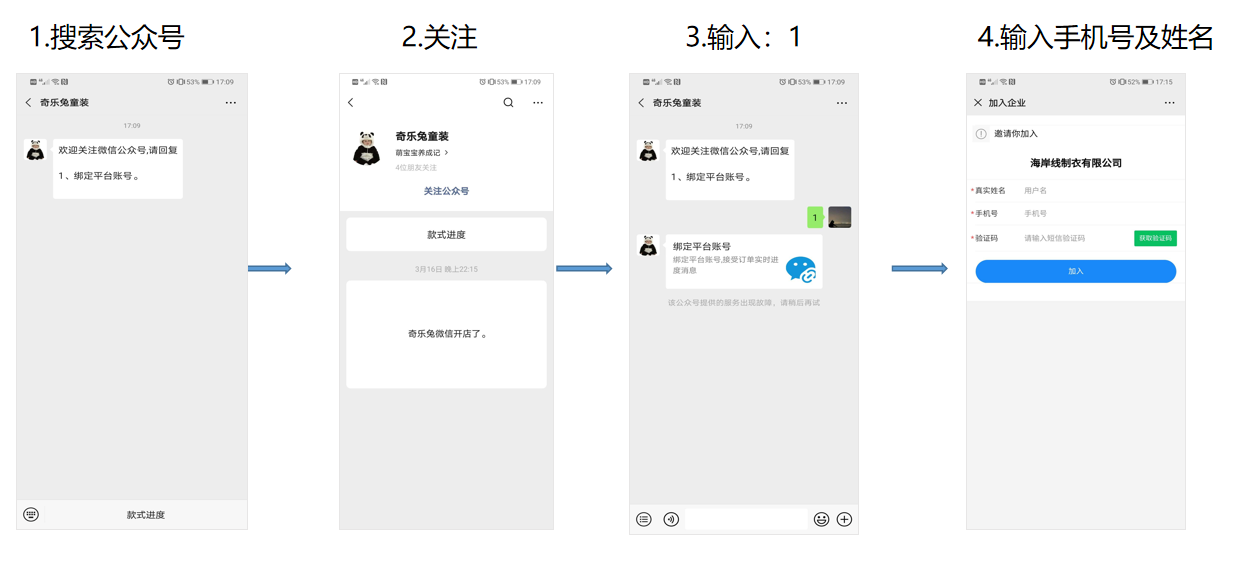 1.搜索公众号
2.关注
3.输入：1
4.输入手机号及姓名
53% 17:09
奇乐兔童装
17:09
欢迎关注微信公众号,请回复
1、绑定平台账号。
款式进度
53% 17:09
奇乐兔童装
萌宝宝养成记 >
4位朋友关注
关注公众号
款式进度
3月16日 晚上22:15
奇乐兔微信开店了。
53% 17:09
奇乐兔童装
17:09
欢迎关注微信公众号,请回复
1、绑定平台账号。
1
绑定平台账号
绑定平台账号,接受订单实时进
度消息
该公众号提供的服务出现故障，请稍后再试
52% 17:15
加入企业
邀请你加入
海岸线制衣有限公司
*真实姓名 用户名
*手机号 手机号
*验证码 请输入短信验证码 获取验证码
加入